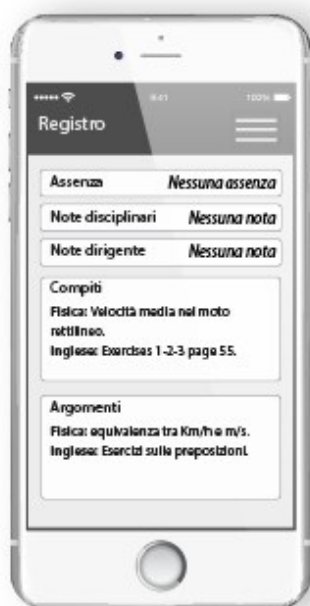 9:41 100%
Registro
Assenza Nessuna assenza
Note disciplinari Nessuna nota
Note dirigente Nessuna nota
Compiti
Fisica: Velocità media nel moto
rettilineo.
Inglese: Exercises 1-2-3 page 55.
Argomenti
Fisica: equivalenza tra Km/h e m/s.
Inglese: Esercizi sulle preposizioni.